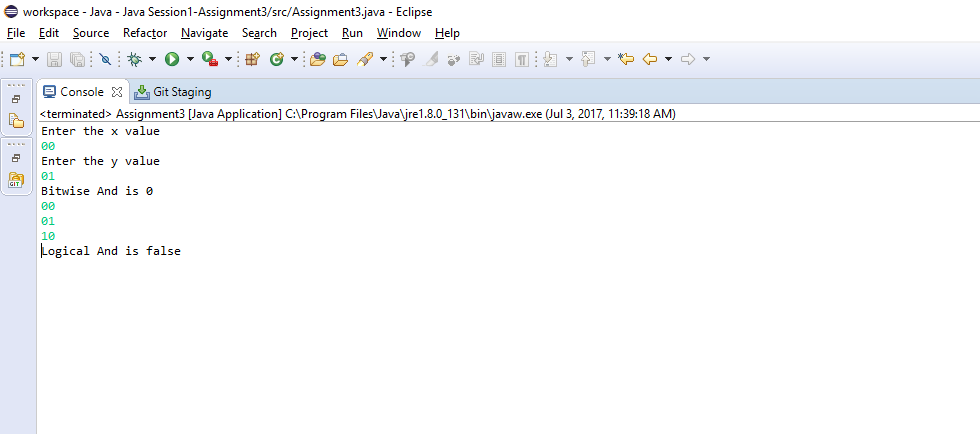 workspace - Java - Java Session1-Assignment3/src/Assignment3.java - Eclipse
File Edit Source Refactor Navigate Search Project Run Window Help
Console Git Staging
<terminated> Assignment3 [Java Application] C:\Program Files\Java\jre1.8.0_131\bin\javaw.exe (Jul 3, 2017, 11:39:18 AM)
Enter the x value
00
Enter the y value
01
Bitwise And is 0
00
01
10
Logical And is false
GIT